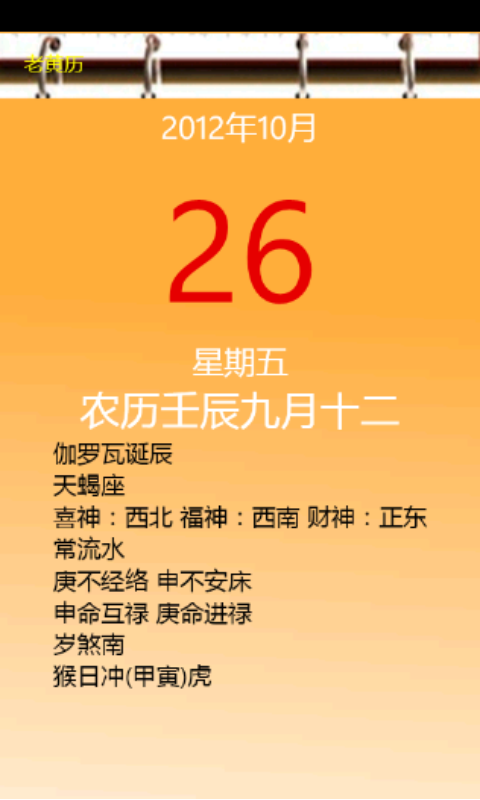 老黄历
2012年10月
26
星期五
农历壬辰九月十二
伽罗瓦诞辰
天蝎座
喜神：西北 福神：西南 财神：正东
常流水
庚不经络 申不安床
申命互禄 庚命进禄
岁煞南
猴日冲(甲寅)虎